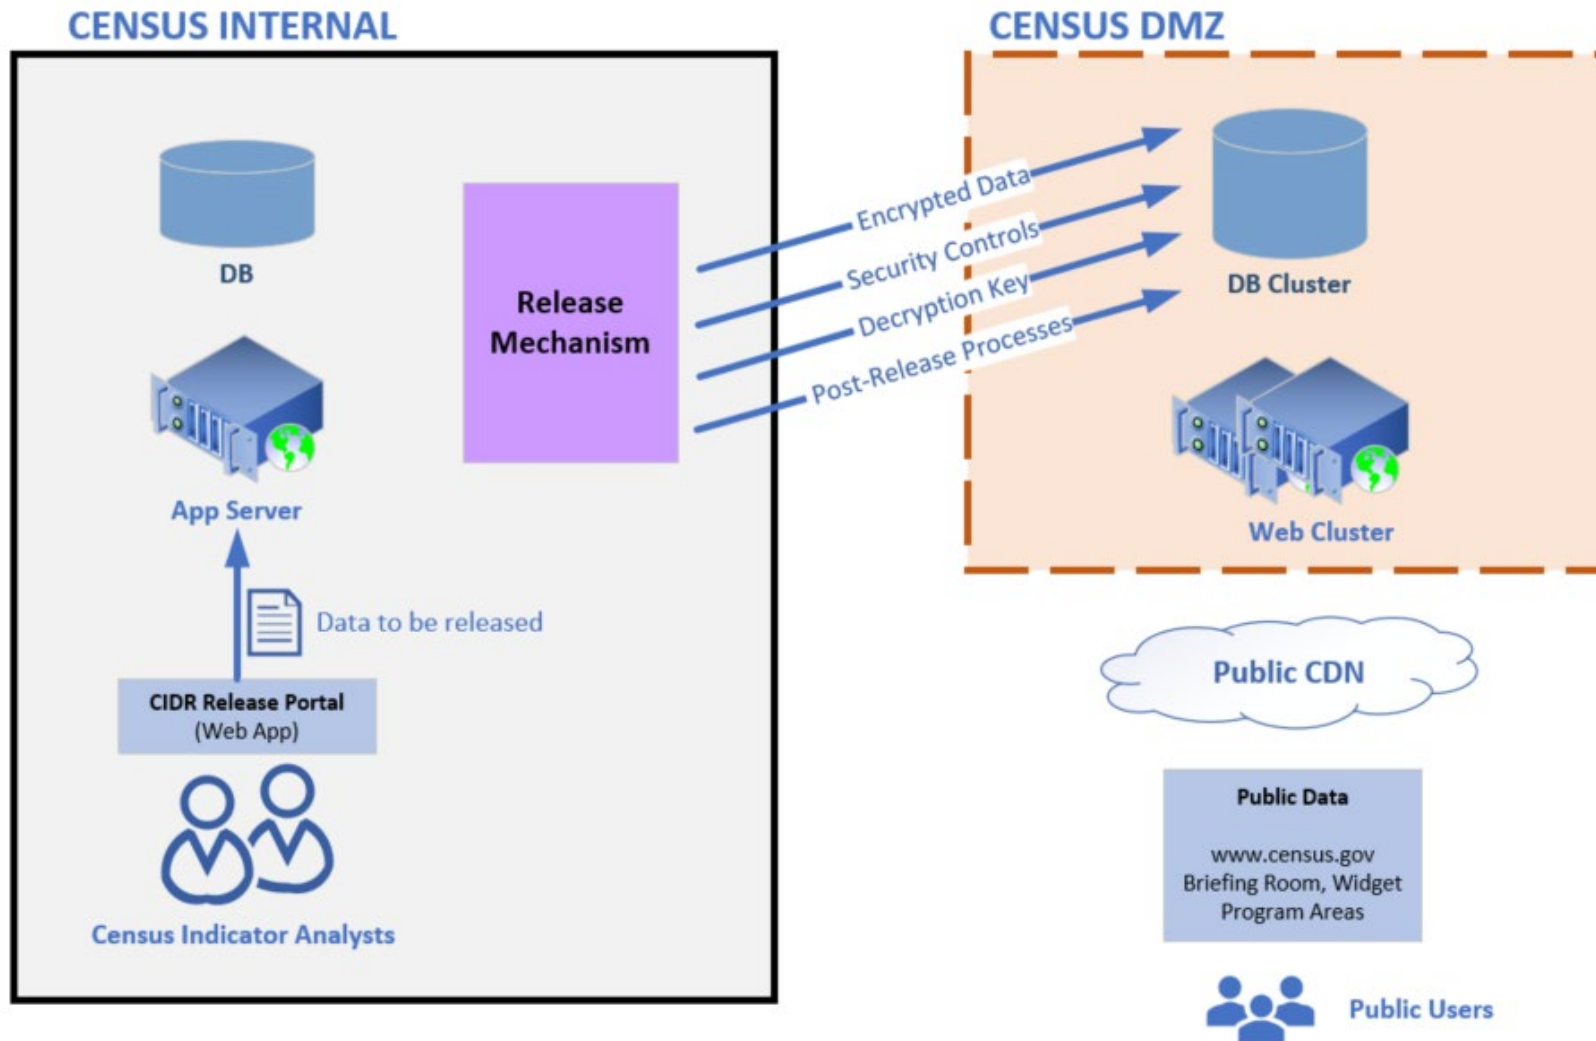 CENSUS INTERNAL
CENSUS DMZ
DB
Release
Mechanism
Encrypted Data
Security Controls
Decryption Key
Post-Release Processes
DB Cluster
App Server
Web Cluster
Data to be released
CIDR Release Portal
(Web App)
Census Indicator Analysts
Public CDN
Public Data
www.census.gov
Briefing Room, Widget
Program Areas
Public Users